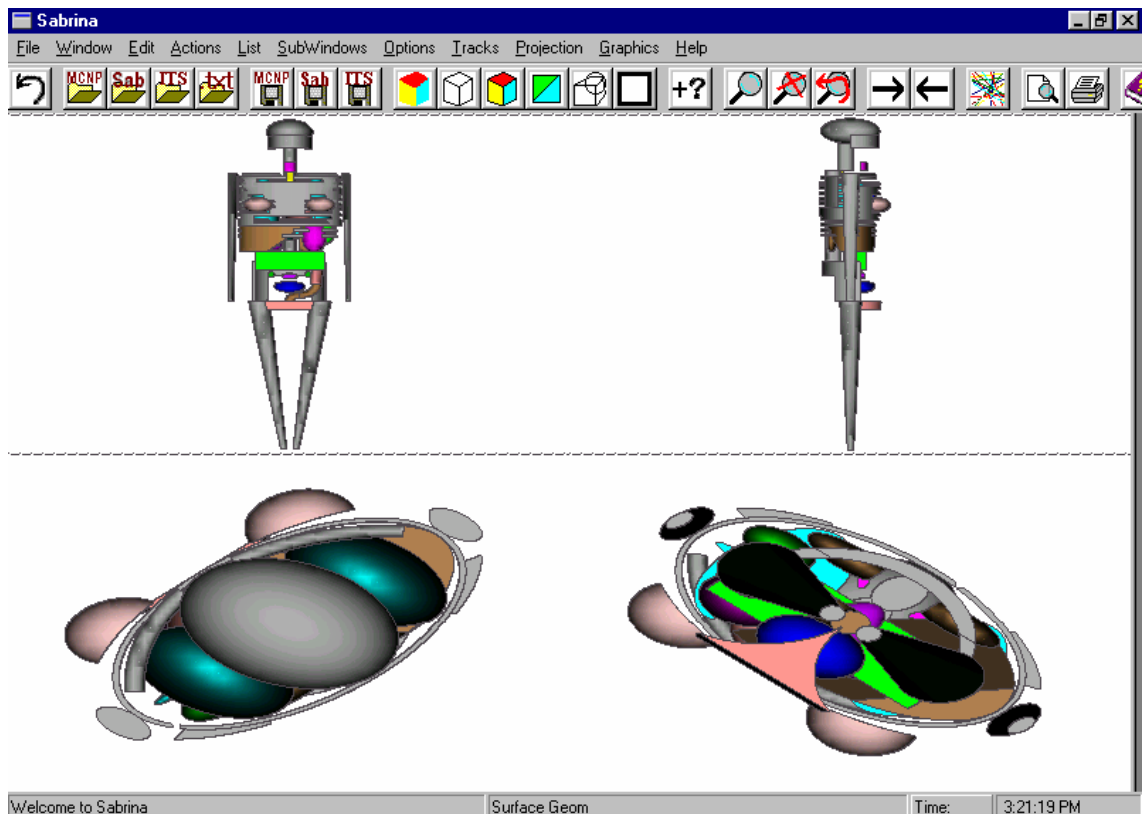 Sabrina
File Window Edit Actions List SubWindows Options Tracks Projection Graphics Help
MCNP Sab ITS .txt MCNP Sab ITS +?
Welcome to Sabrina Surface Geom Time: 3:21:19 PM